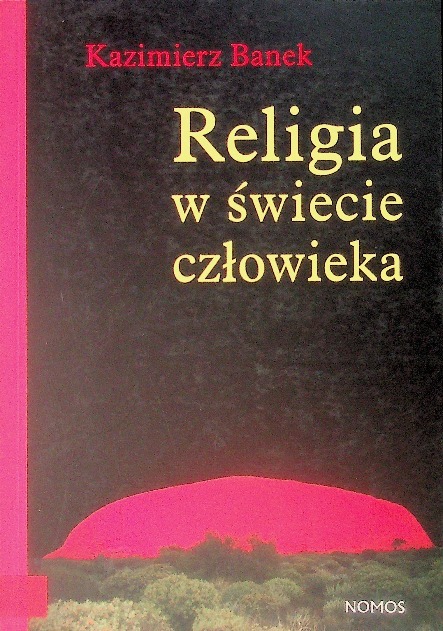 Kazimierz Banek
Religia
w świecie
człowieka
NOMOS